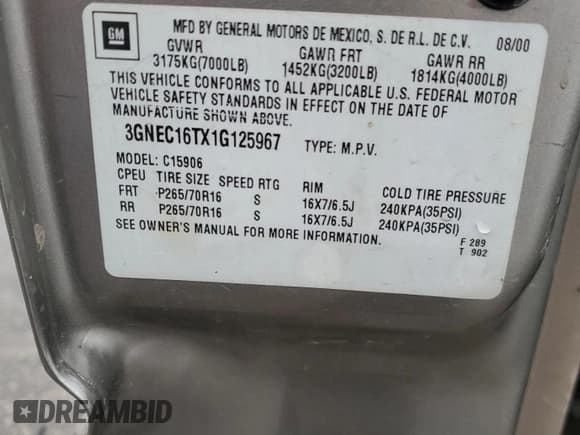 GM
MFD BY GENERAL MOTORS DE MEXICO, S. DE R.L. DE C.V. 08/00
GVWR GAWR FRT GAWR RR
3175KG(7000LB) 1452KG(3200LB) 1814KG(4000LB)
THIS VEHICLE CONFORMS TO ALL APPLICABLE U.S. FEDERAL MOTOR
VEHICLE SAFETY STANDARDS IN EFFECT ON THE DATE OF
MANUFACTURE SHOWN ABOVE.
3GNEC16TX1G125967 TYPE: M.P.V.
MODEL: C15906
CPEU TIRE SIZE SPEED RTG RIM COLD TIRE PRESSURE
FRT P265/70R16 S 16X7/6.5J 240KPA(35PSI)
RR P265/70R16 S 16X7/6.5J 240KPA(35PSI)
SEE OWNER'S MANUAL FOR MORE INFORMATION.
F 289
T 902
DREAMBID